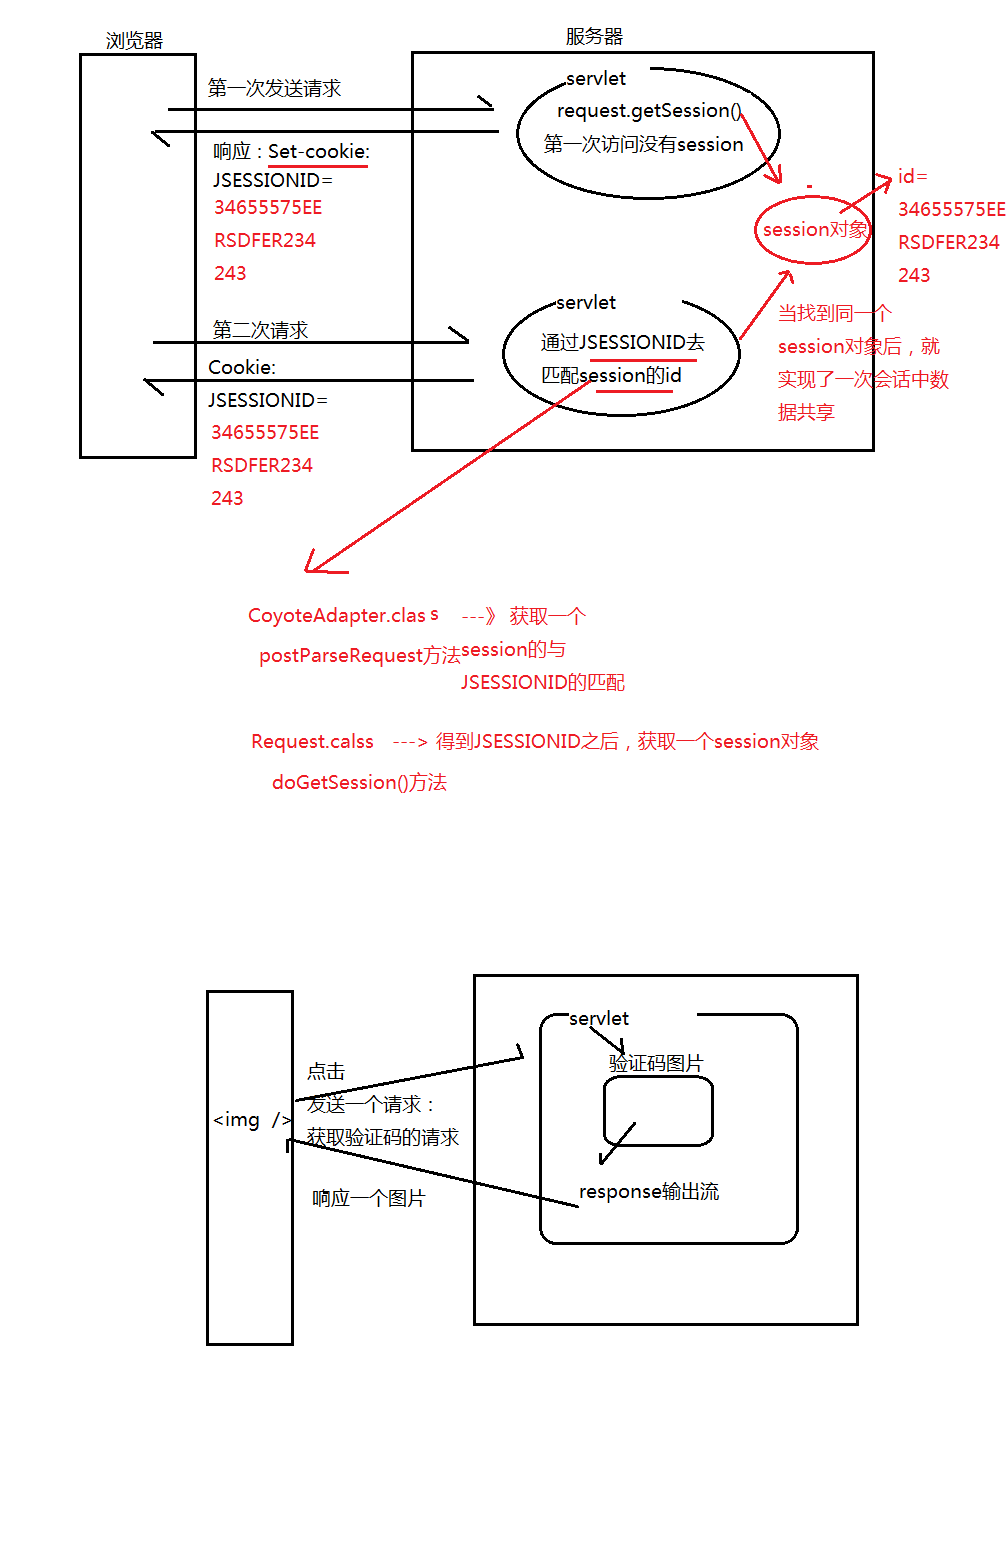 浏览器
服务器
第一次发送请求
servlet
request.getSession()
第一次访问没有session
响应：Set-cookie:
JSESSIONID=
34655575EE
RSDFER234
243
session对象
id=
34655575EE
RSDFER234
243
第二次请求
Cookie:
JSESSIONID=
34655575EE
RSDFER234
243
servlet
通过JSESSIONID去
匹配session的id
当找到同一个
session对象后，就
实现了一次会话中数
据共享
CoyoteAdapter.class
postParseRequest方法
---》 获取一个
session的与
JSESSIONID的匹配
Request.calss ---> 得到JSESSIONID之后，获取一个session对象
doGetSession()方法
<img />
点击
发送一个请求：
获取验证码的请求
响应一个图片
servlet
验证码图片
response输出流